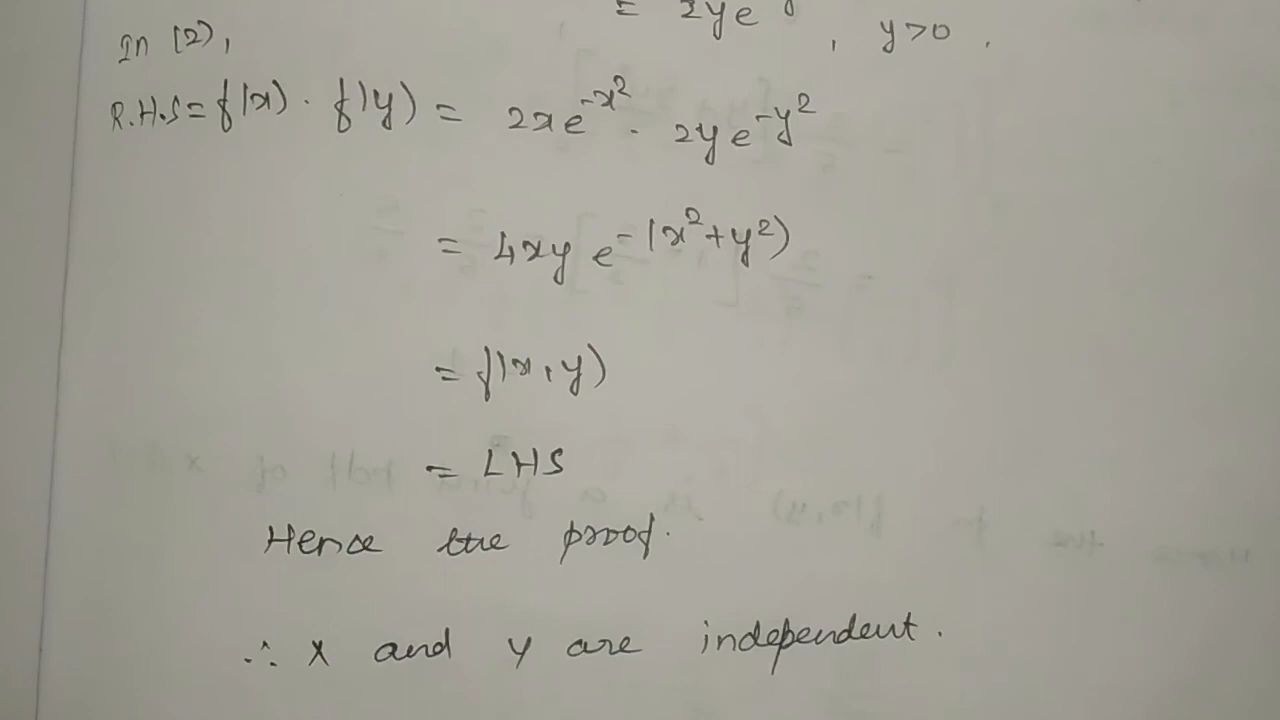 = 2ye , y>0 .
In (2),
R.H.S = f(x) . f(y) = 2xe^{-x^2} . 2ye^{-y^2}
= 4xy e^{-(x^2+y^2)}
= f(x,y)
= LHS
Hence the proof.
∴ X and Y are independent.